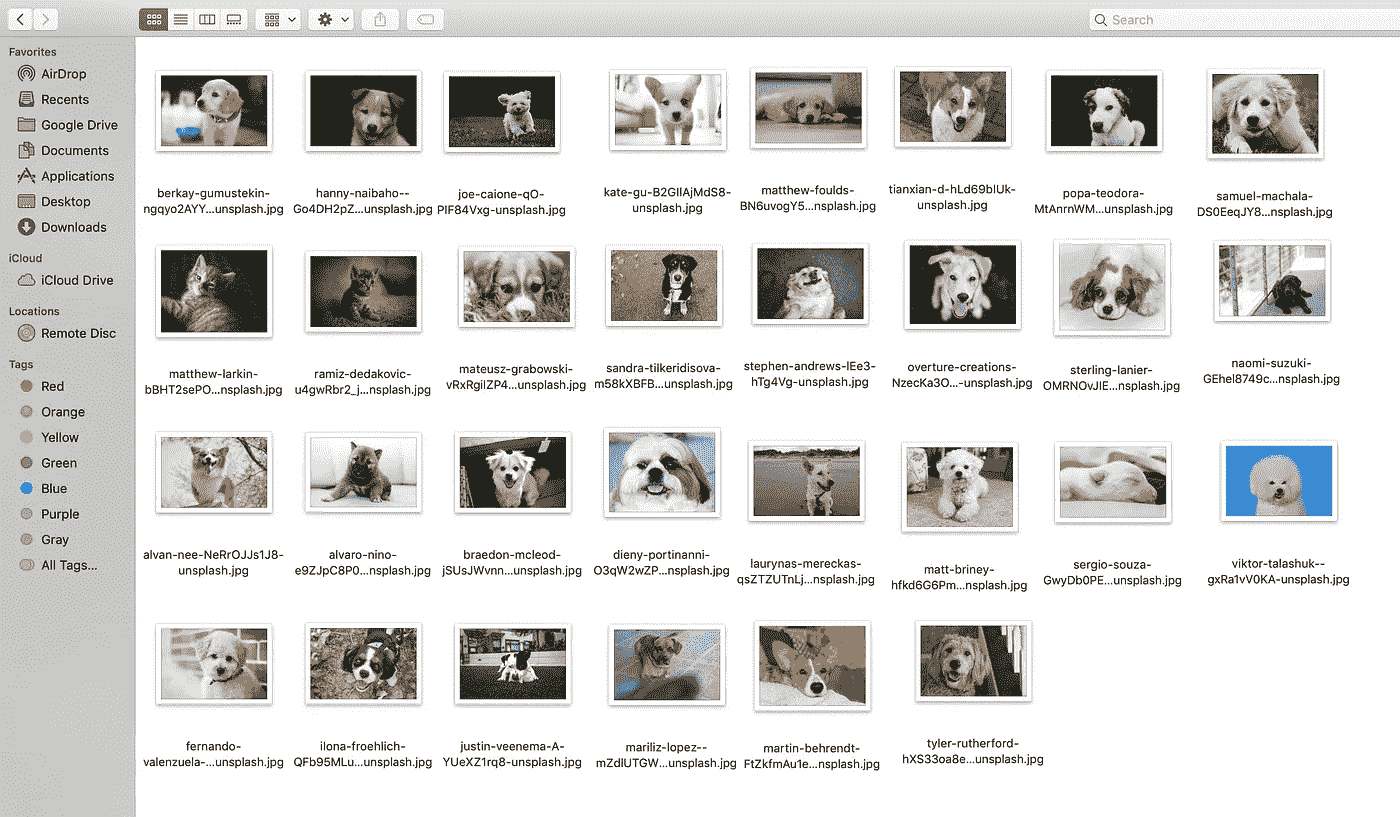 Search
Favorites
AirDrop
Recents
Google Drive
Documents
Applications
Desktop
Downloads
iCloud
iCloud Drive
Locations
Remote Disc
Tags
Red
Orange
Yellow
Green
Blue
Purple
Gray
All Tags...
berkay-gumustekin-
ngqyo2AYY...unsplash.jpg
hanny-naibaho--
Go4DH2pZ...unsplash.jpg
joe-caione-qO-
PIF84Vxg-unsplash.jpg
kate-gu-B2GIIAjMdS8-
unsplash.jpg
matthew-foulds-
BN6uvogY5...nsplash.jpg
tianxian-d-hLd69bIUk-
unsplash.jpg
popa-teodora-
MtAnrnWM...unsplash.jpg
samuel-machala-
DS0EeqJY8...nsplash.jpg
matthew-larkin-
bBHT2sePO...nsplash.jpg
ramiz-dedakovic-
u4gwRbr2_j...unsplash.jpg
mateusz-grabowski-
vRxRgiIZP4...unsplash.jpg
sandra-tilkeridisova-
m58kXBFB...unsplash.jpg
stephen-andrews-lEe3-
hTg4Vg-unsplash.jpg
overture-creations-
NzecKa3O...-unsplash.jpg
sterling-lanier-
OMRNOvJIE...unsplash.jpg
naomi-suzuki-
GEhel8749c...nsplash.jpg
alvan-nee-NeRrOJJs1J8-
unsplash.jpg
alvaro-nino-
e9ZJpC8P0...nsplash.jpg
braedon-mcleod-
jSUsJWvnn...unsplash.jpg
dieny-portinanni-
O3qW2wZP...nsplash.jpg
laurynas-mereckas-
qsZTZUTnLj...nsplash.jpg
matt-briney-
hfkd6G6Pm...unsplash.jpg
sergio-souza-
GwyDb0PE...unsplash.jpg
viktor-talashuk--
gxRa1vV0KA-unsplash.jpg
fernando-
valenzuela-...unsplash.jpg
ilona-froehlich-
QFb95MLu...unsplash.jpg
justin-veenema-A-
YUeXZ1rq8-unsplash.jpg
mariliz-lopez--
mZdIUTGW...unsplash.jpg
martin-behrendt-
FtZkfmAu1e...nsplash.jpg
tyler-rutherford-
hXS33oa8e...unsplash.jpg